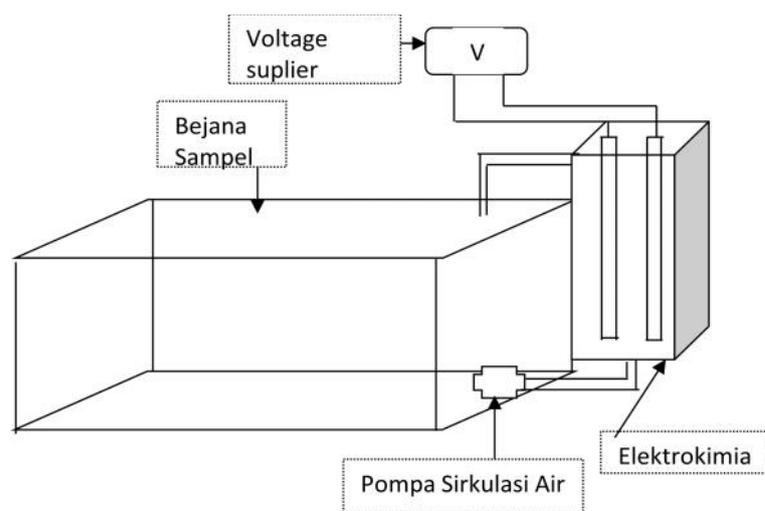 Voltage
suplier
V
Bejana
Sampel
Elektrokimia
Pompa Sirkulasi Air